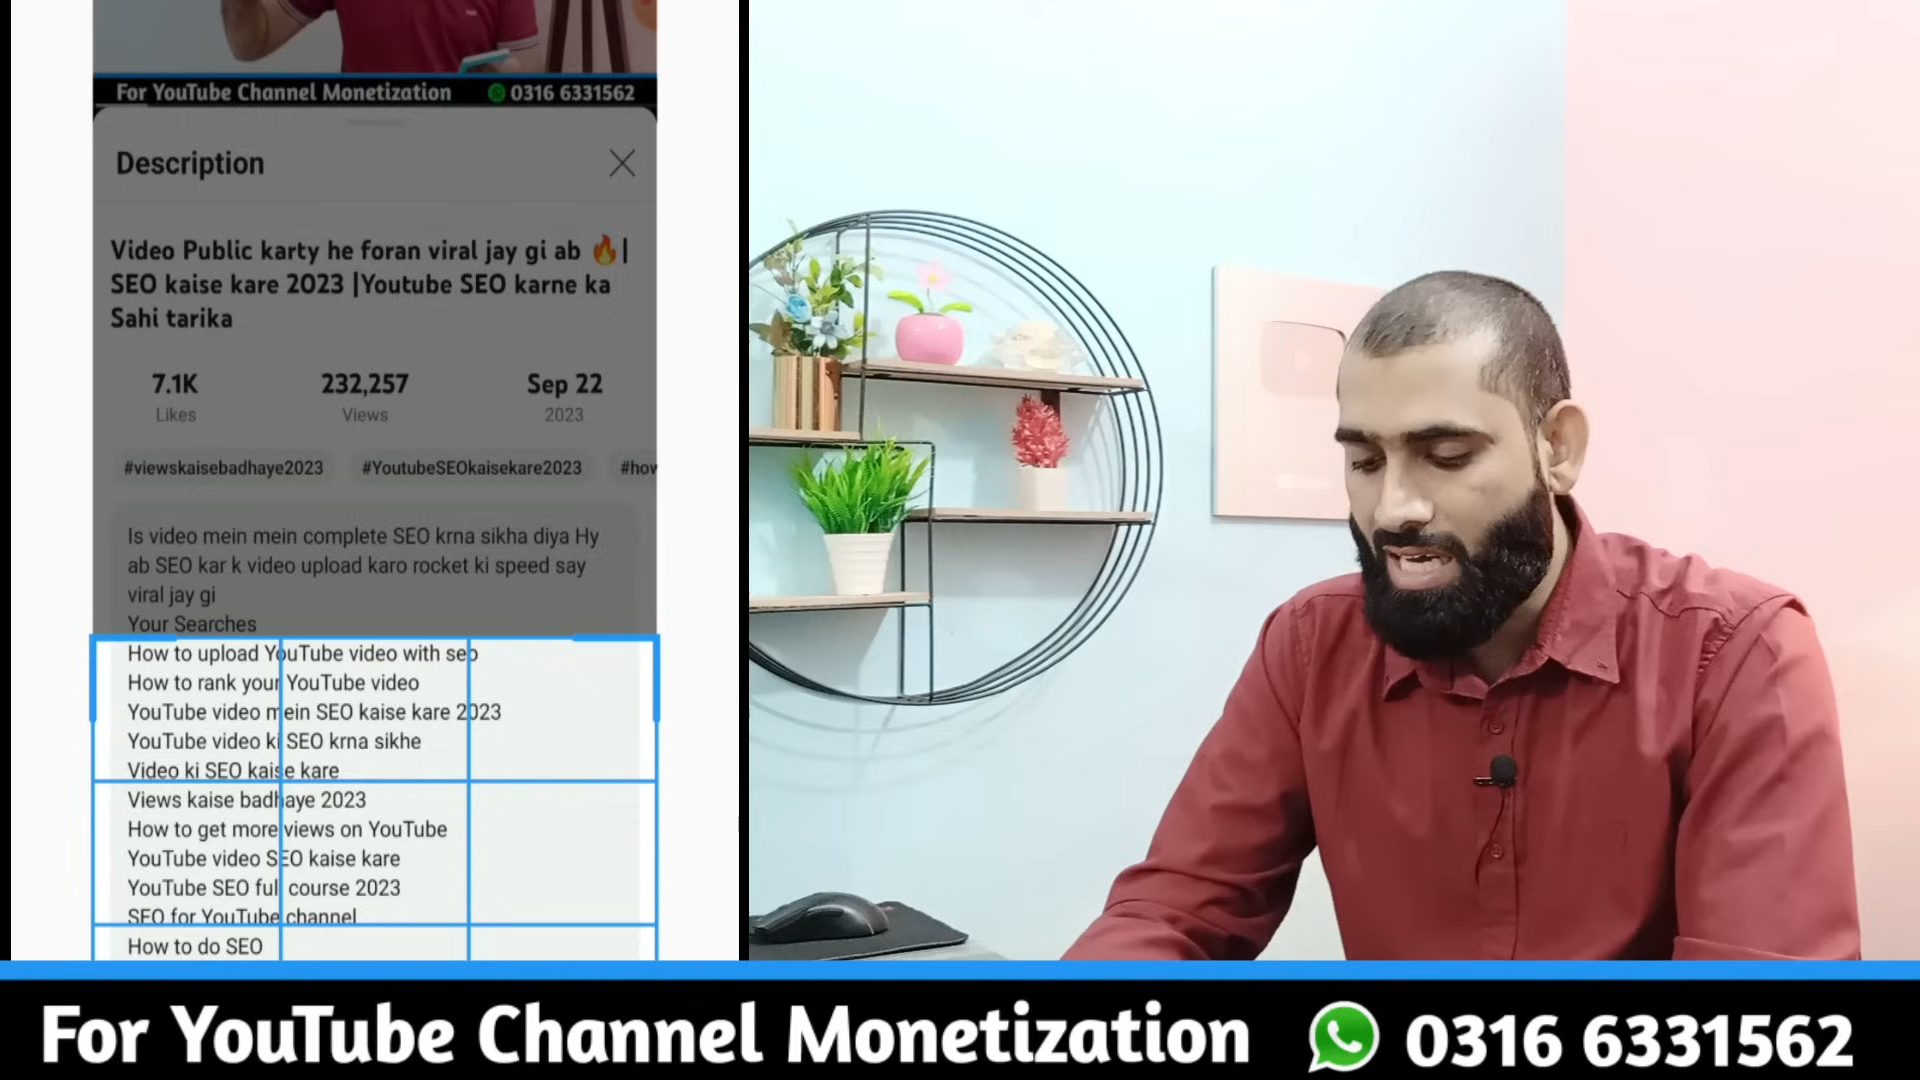 For YouTube Channel Monetization 0316 6331562
Description
Video Public karty he foran viral jay gi ab 🔥|
SEO kaise kare 2023 |Youtube SEO karne ka
Sahi tarika
7.1K 232,257 Sep 22
Likes Views 2023
#viewskaisebadhaye2023 #YoutubeSEOkaisekare2023 #how
Is video mein mein complete SEO krna sikha diya Hy
ab SEO kar k video upload karo rocket ki speed say
viral jay gi
Your Searches
How to upload YouTube video with seo
How to rank your YouTube video
YouTube video mein SEO kaise kare 2023
YouTube video ki SEO krna sikhe
Video ki SEO kaise kare
Views kaise badhaye 2023
How to get more views on YouTube
YouTube video SEO kaise kare
YouTube SEO full course 2023
SEO for YouTube channel
How to do SEO
For YouTube Channel Monetization 0316 6331562